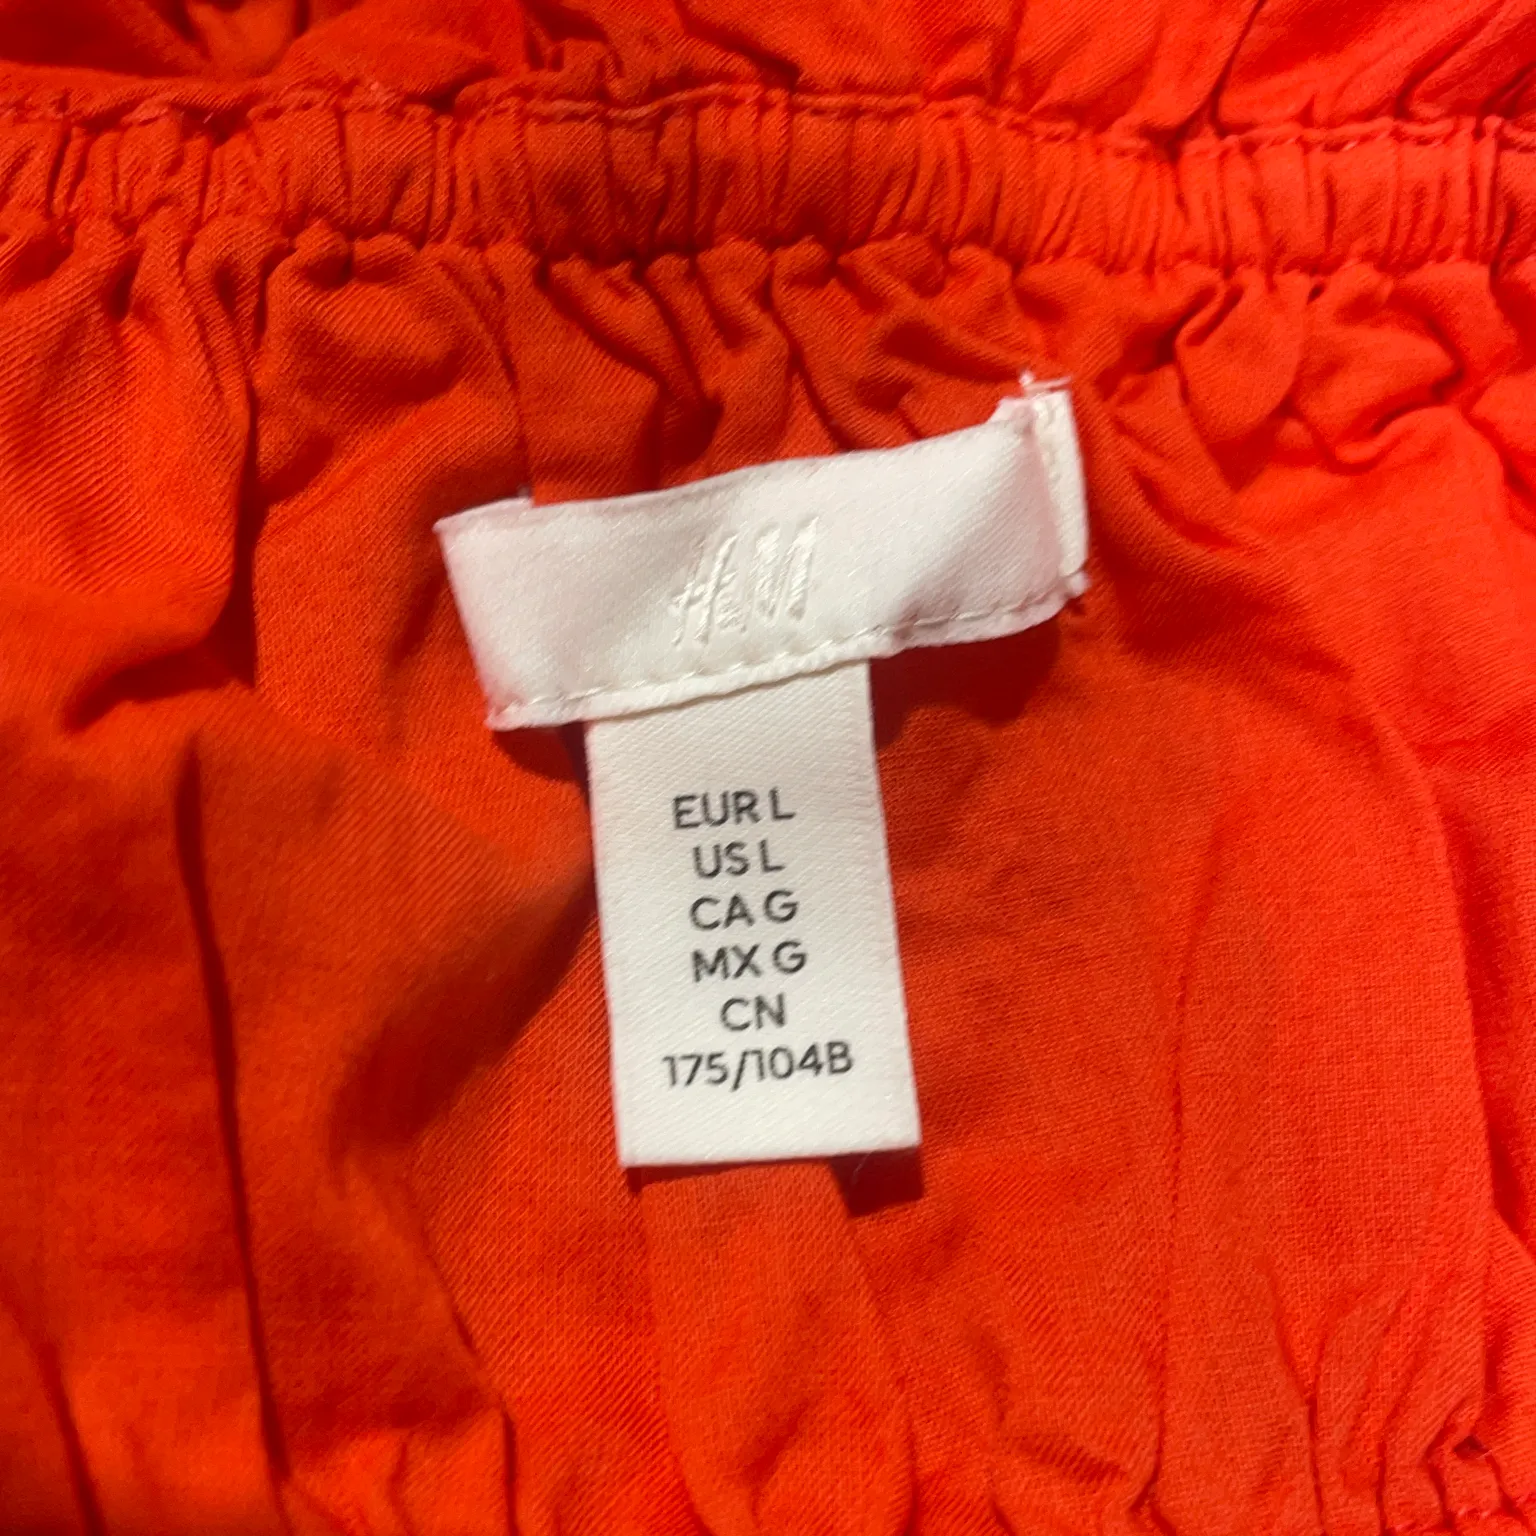 H&M
EUR L
US L
CA G
MX G
CN
175/104B